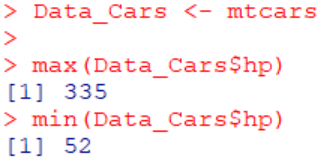 > Data_Cars <- mtcars
>
> max(Data_Cars$hp)
[1] 335
> min(Data_Cars$hp)
[1] 52